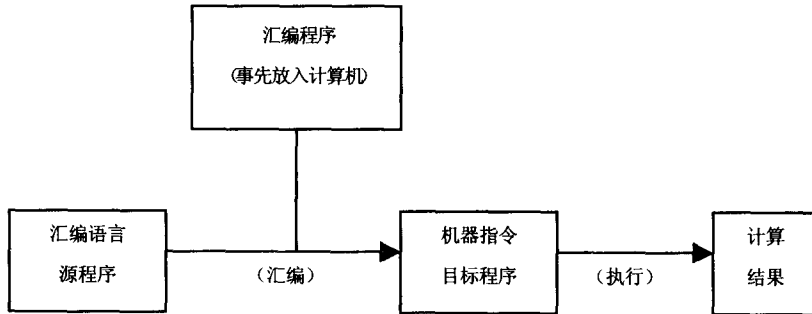 汇编程序
(事先放入计算机)
汇编语言
源程序
(汇编)
机器指令
目标程序
(执行)
计算
结果